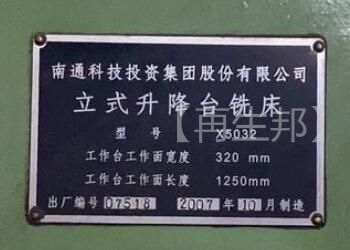 南通科技投资集团股份有限公司
立式升降台铣床
型号 X5032
【再生邦】
工作台工作面宽度 320 mm
工作台工作面长度 1250mm
出厂编号 07518 2007 年 10 月制造